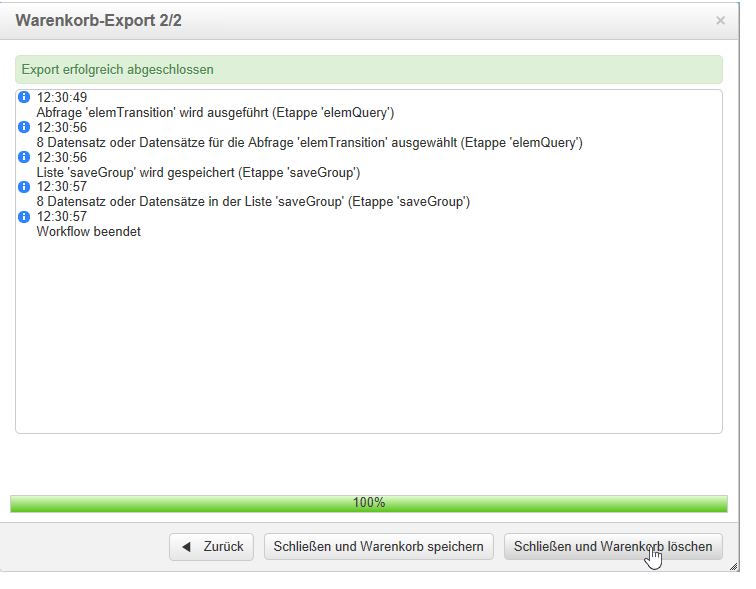 Warenkorb-Export 2/2
×
Export erfolgreich abgeschlossen
12:30:49
Abfrage 'elemTransition' wird ausgeführt (Etappe 'elemQuery')
12:30:56
8 Datensatz oder Datensätze für die Abfrage 'elemTransition' ausgewählt (Etappe 'elemQuery')
12:30:56
Liste 'saveGroup' wird gespeichert (Etappe 'saveGroup')
12:30:57
8 Datensatz oder Datensätze in der Liste 'saveGroup' (Etappe 'saveGroup')
12:30:57
Workflow beendet
100%
Zurück
Schließen und Warenkorb speichern
Schließen und Warenkorb löschen